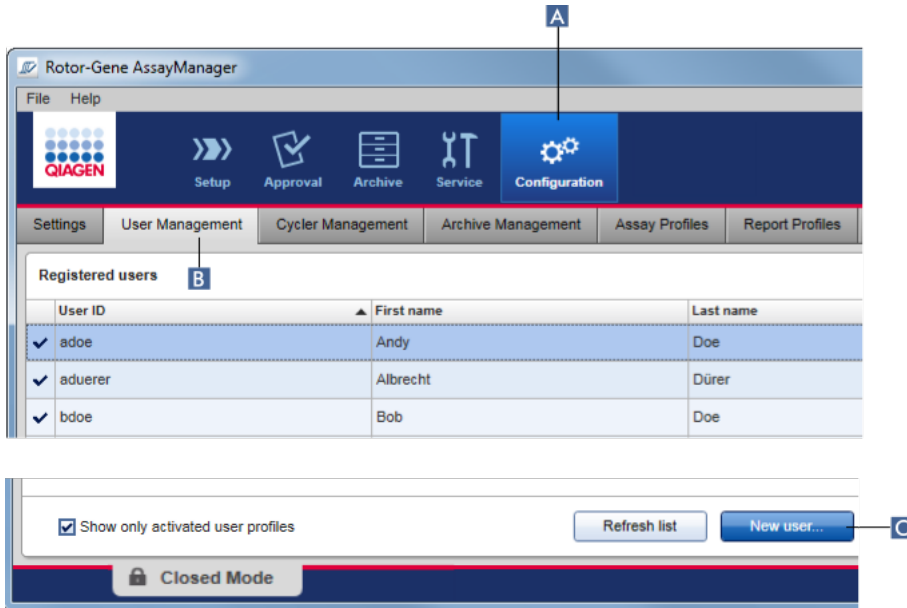 A
Rotor-Gene AssayManager
File Help
QIAGEN
Setup Approval Archive Service Configuration
Settings User Management Cycler Management Archive Management Assay Profiles Report Profiles
Registered users
B
User ID First name Last name
adoe Andy Doe
aduerer Albrecht Dürer
bdoe Bob Doe
Show only activated user profiles Refresh list New user... C
Closed Mode